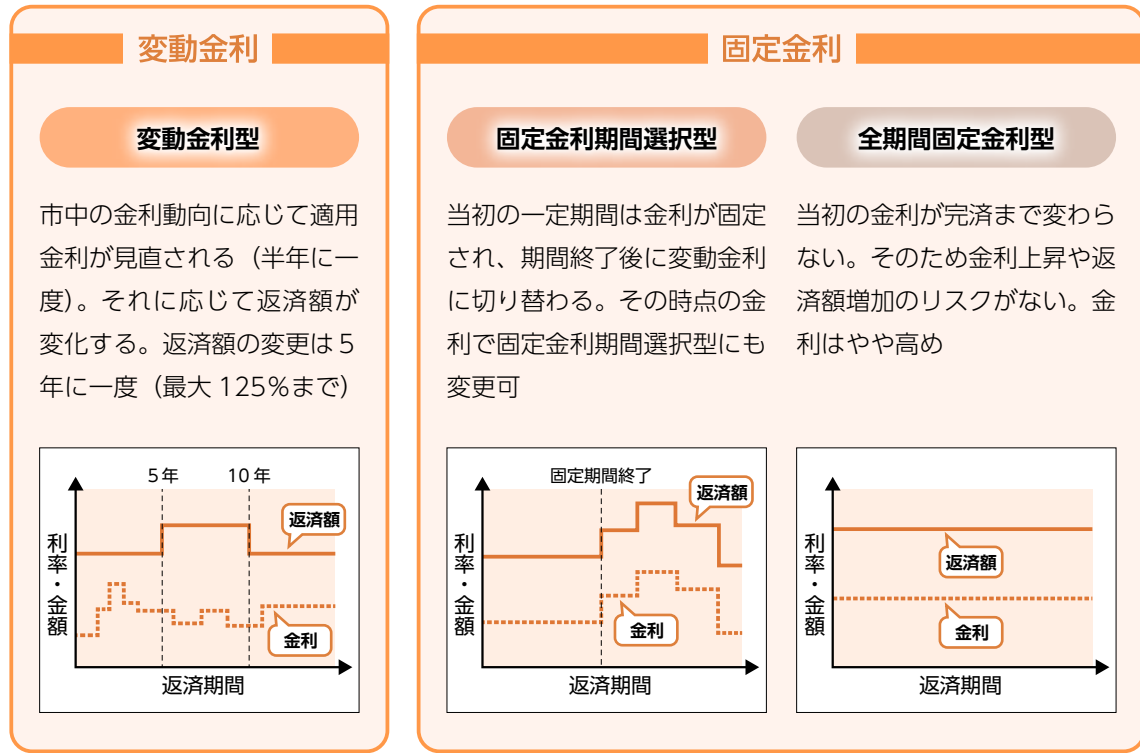 変動金利
変動金利型
市中の金利動向に応じて適用
金利が見直される（半年に一
度）。それに応じて返済額が
変化する。返済額の変更は5
年に一度（最大125％まで）
5年
10年
返済額
金利
利率・金額
返済期間
固定金利
固定金利期間選択型
当初の一定期間は金利が固定
され、期間終了後に変動金利
に切り替わる。その時点の金
利で固定金利期間選択型にも
変更可
固定期間終了
返済額
金利
利率・金額
返済期間
全期間固定金利型
当初の金利が完済まで変わら
ない。そのため金利上昇や返
済額増加のリスクがない。金
利はやや高め
返済額
金利
利率・金額
返済期間